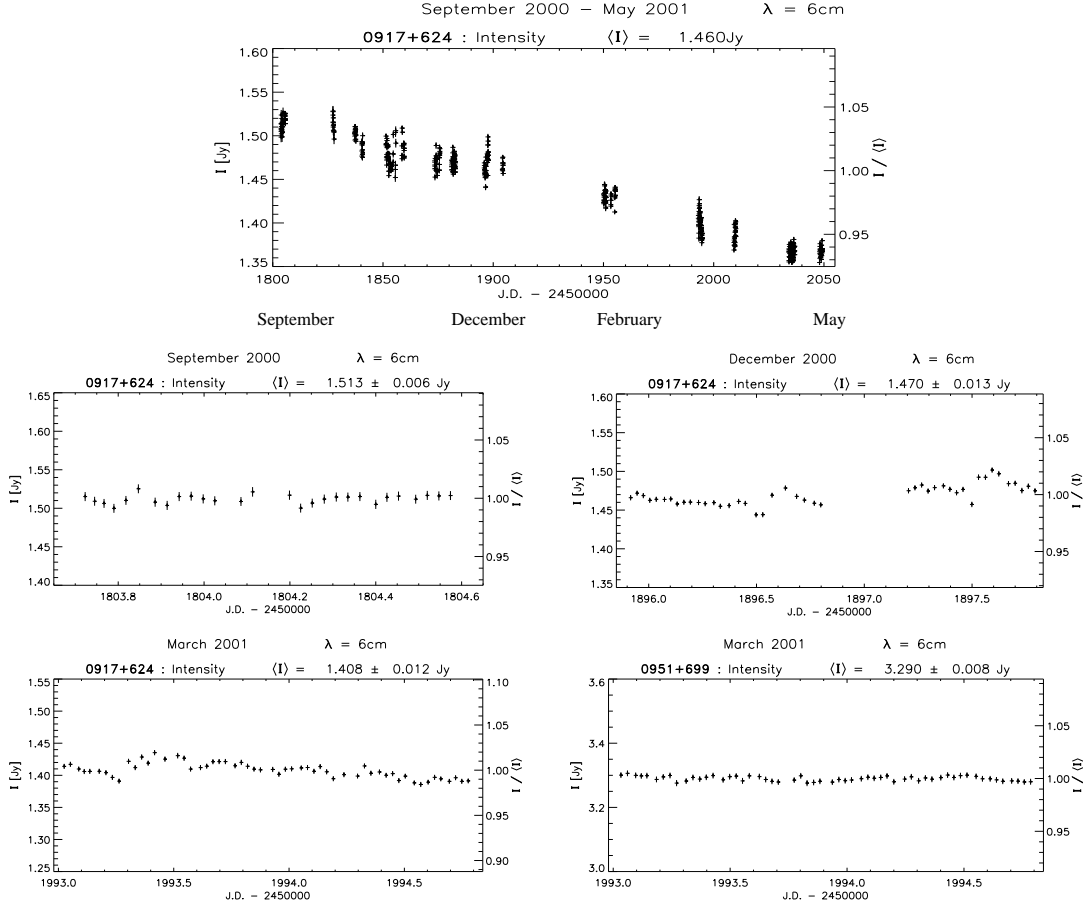 September 2000 – May 2001 λ = 6cm
0917+624 : Intensity ⟨I⟩ = 1.460Jy
1.60
1.55
1.50
1.45
1.40
1.35
I [Jy]
1.05
1.00
0.95
I / ⟨I⟩
1800 1850 1900 1950 2000 2050
J.D. – 2450000
September December February May
September 2000 λ = 6cm
0917+624 : Intensity ⟨I⟩ = 1.513 ± 0.006 Jy
1.65
1.60
1.55
1.50
1.50
1.40
I [Jy]
1.05
1.00
0.95
I / ⟨I⟩
1803.8 1804.0 1804.2 1804.4 1804.6
J.D. – 2450000
December 2000 λ = 6cm
0917+624 : Intensity ⟨I⟩ = 1.470 ± 0.013 Jy
1.60
1.55
1.50
1.45
1.40
1.35
I [Jy]
1.05
1.00
0.95
I / ⟨I⟩
1896.0 1896.5 1897.0 1897.5
J.D. – 2450000
March 2001 λ = 6cm
0917+624 : Intensity ⟨I⟩ = 1.408 ± 0.012 Jy
1.55
1.50
1.45
1.40
1.35
1.30
1.25
I [Jy]
1.10
1.05
1.00
0.95
0.90
I / ⟨I⟩
1993.0 1993.5 1994.0 1994.5
J.D. – 2450000
March 2001 λ = 6cm
0951+699 : Intensity ⟨I⟩ = 3.290 ± 0.008 Jy
3.6
3.4
3.2
3.0
I [Jy]
1.05
1.00
0.95
I / ⟨I⟩
1993.0 1993.5 1994.0 1994.5
J.D. – 2450000